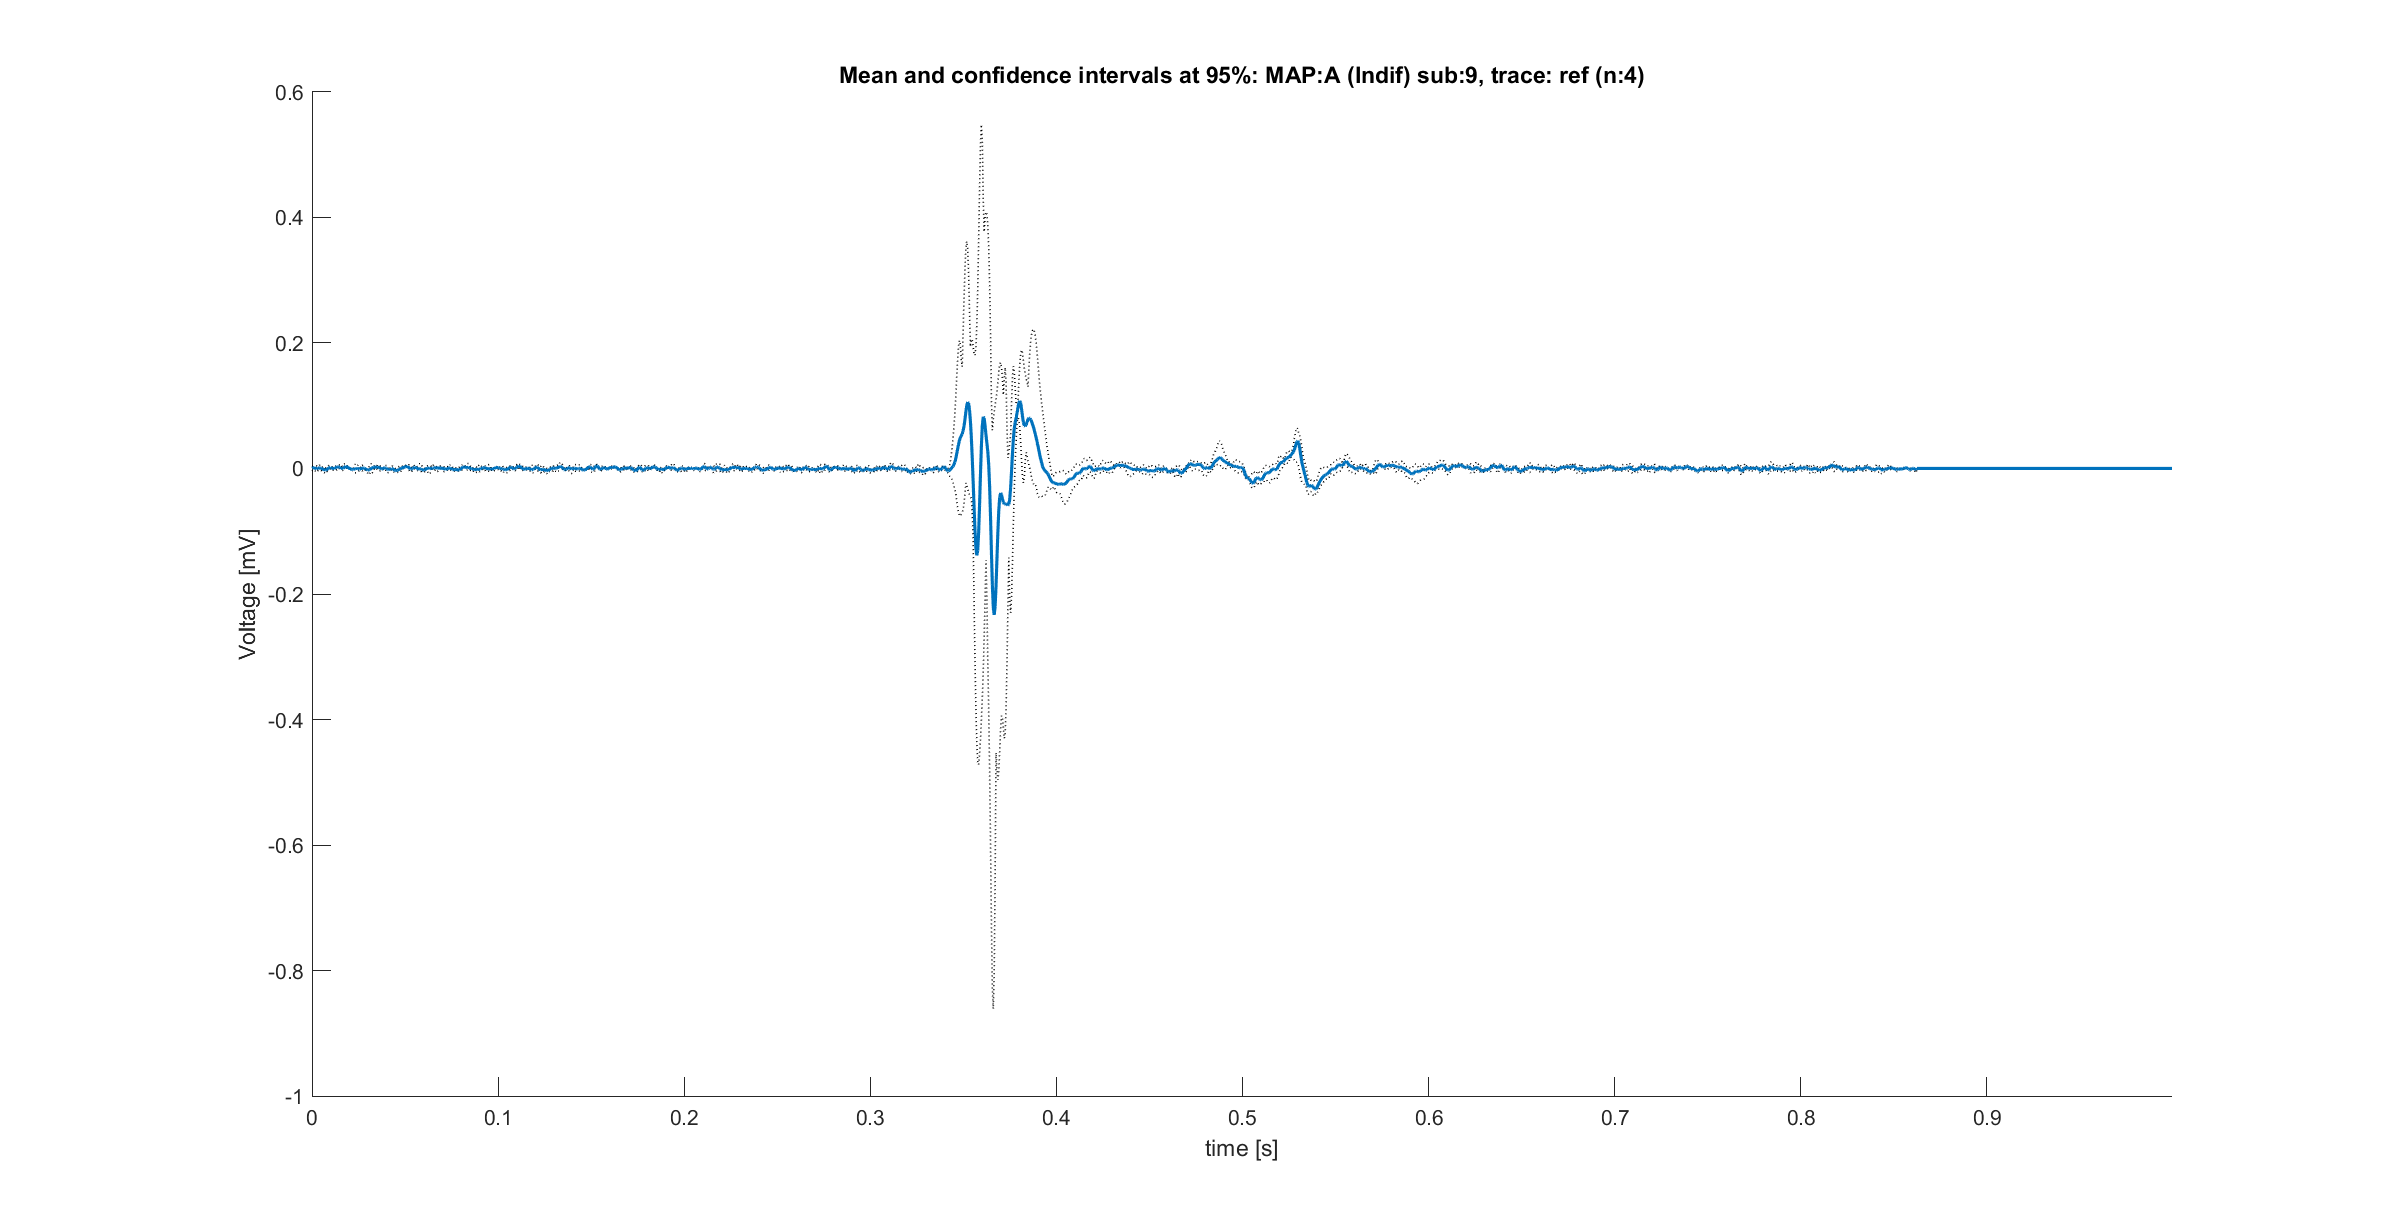 Mean and confidence intervals at 95%: MAP:A (Indif) sub:9, trace: ref (n:4)
0.6
0.4
0.2
0
-0.2
-0.4
-0.6
-0.8
-1
Voltage [mV]
0 0.1 0.2 0.3 0.4 0.5 0.6 0.7 0.8 0.9
time [s]